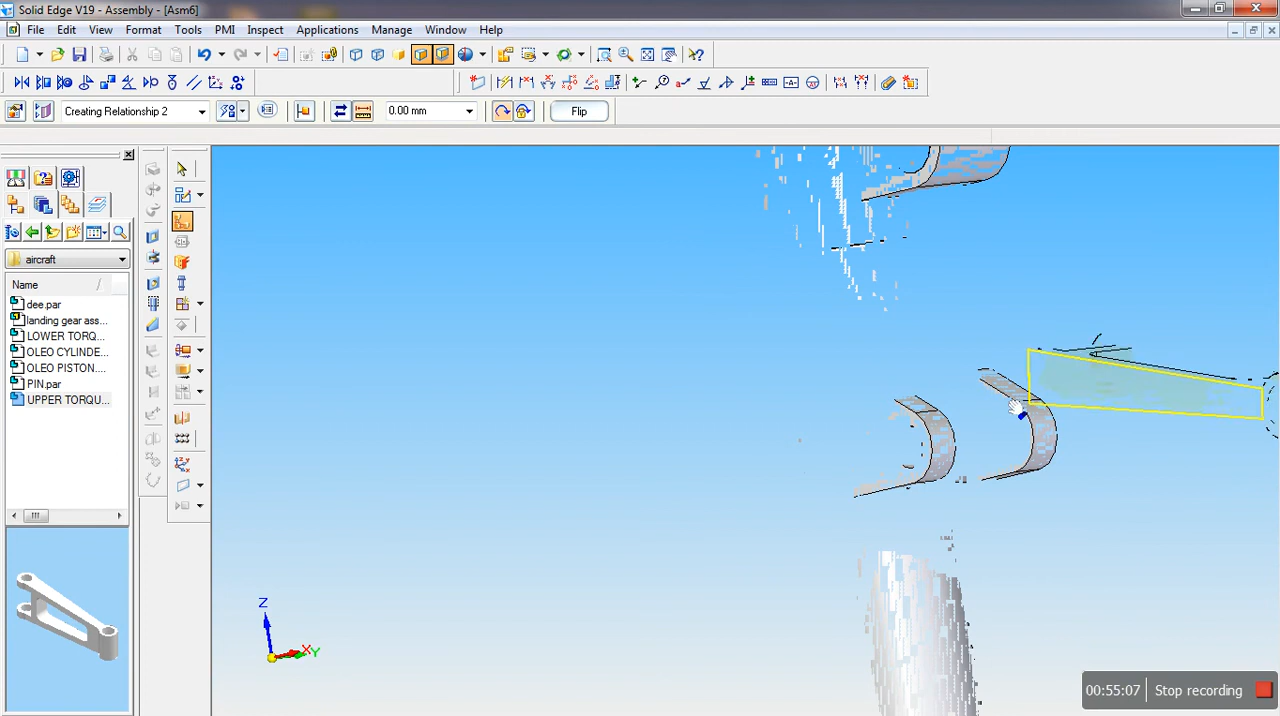 Solid Edge V19 - Assembly - [Asm6]
File Edit View Format Tools PMI Inspect Applications Manage Window Help
Creating Relationship 2
0.00 mm
Flip
aircraft
Name
dee.par
landing gear ass...
LOWER TORQ...
OLEO CYLINDE...
OLEO PISTON....
PIN.par
UPPER TORQU...
Z
X
Y
00:55:07 Stop recording